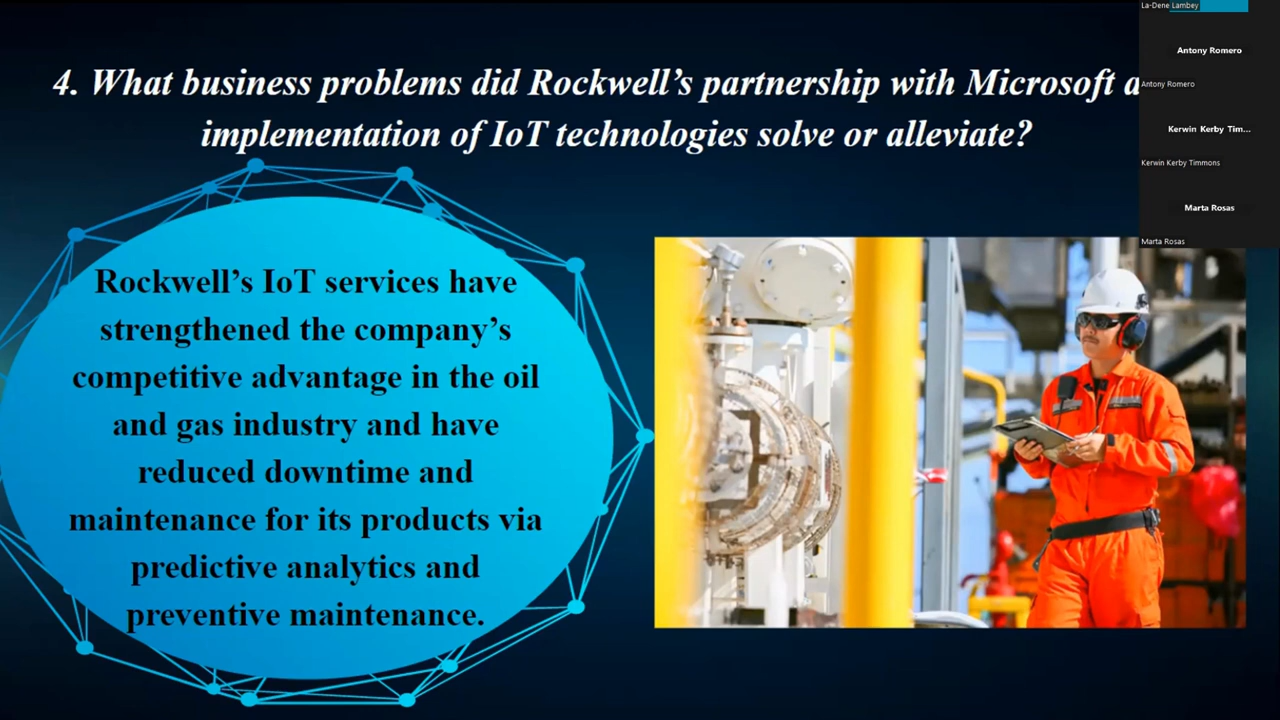 4. What business problems did Rockwell's partnership with Microsoft a
implementation of IoT technologies solve or alleviate?
Rockwell's IoT services have
strengthened the company's
competitive advantage in the oil
and gas industry and have
reduced downtime and
maintenance for its products via
predictive analytics and
preventive maintenance.
La-Dene Lambey
Antony Romero
Antony Romero
Kerwin Kerby Tim...
Kerwin Kerby Timmons
Marta Rosas
Marta Rosas